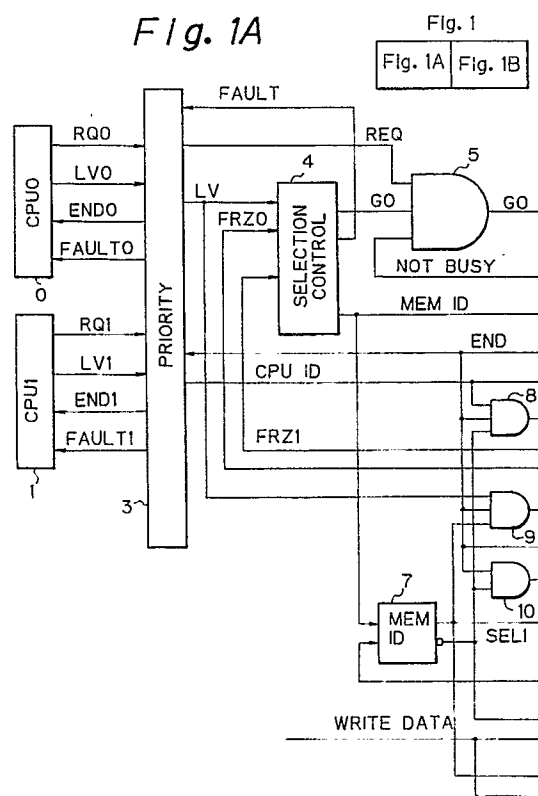 Fig. 1A
Fig. 1
Fig. 1A Fig. 1B
FAULT
REQ
5
4
RQ0
LV
FRZ0
GO
GO
LV0
CPU0
END0
FAULT0
0
SELECTION CONTROL
NOT BUSY
PRIORITY
MEM ID
RQ1
END
LV1
CPU ID
CPU1
END1
8
FAULT1
FRZ1
1
3
9
7
10
MEM ID
SEL1
WRITE DATA